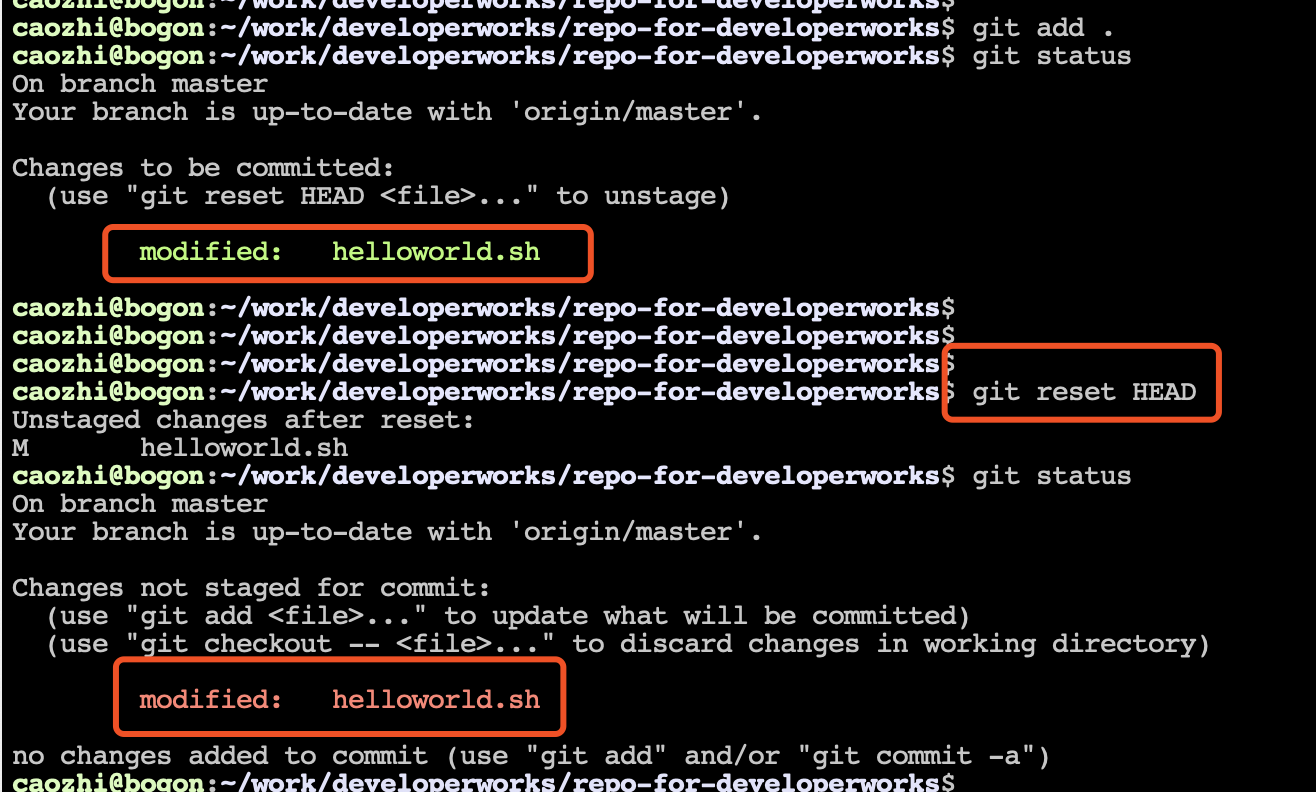 caozhi@bogon:~/work/developerworks/repo-for-developerworks$
caozhi@bogon:~/work/developerworks/repo-for-developerworks$ git add .
caozhi@bogon:~/work/developerworks/repo-for-developerworks$ git status
On branch master
Your branch is up-to-date with 'origin/master'.
Changes to be committed:
  (use "git reset HEAD <file>..." to unstage)
        modified:   helloworld.sh
caozhi@bogon:~/work/developerworks/repo-for-developerworks$
caozhi@bogon:~/work/developerworks/repo-for-developerworks$
caozhi@bogon:~/work/developerworks/repo-for-developerworks$
caozhi@bogon:~/work/developerworks/repo-for-developerworks$ git reset HEAD
Unstaged changes after reset:
M       helloworld.sh
caozhi@bogon:~/work/developerworks/repo-for-developerworks$ git status
On branch master
Your branch is up-to-date with 'origin/master'.
Changes not staged for commit:
  (use "git add <file>..." to update what will be committed)
  (use "git checkout -- <file>..." to discard changes in working directory)
        modified:   helloworld.sh
no changes added to commit (use "git add" and/or "git commit -a")
caozhi@bogon:~/work/developerworks/repo-for-developerworks$